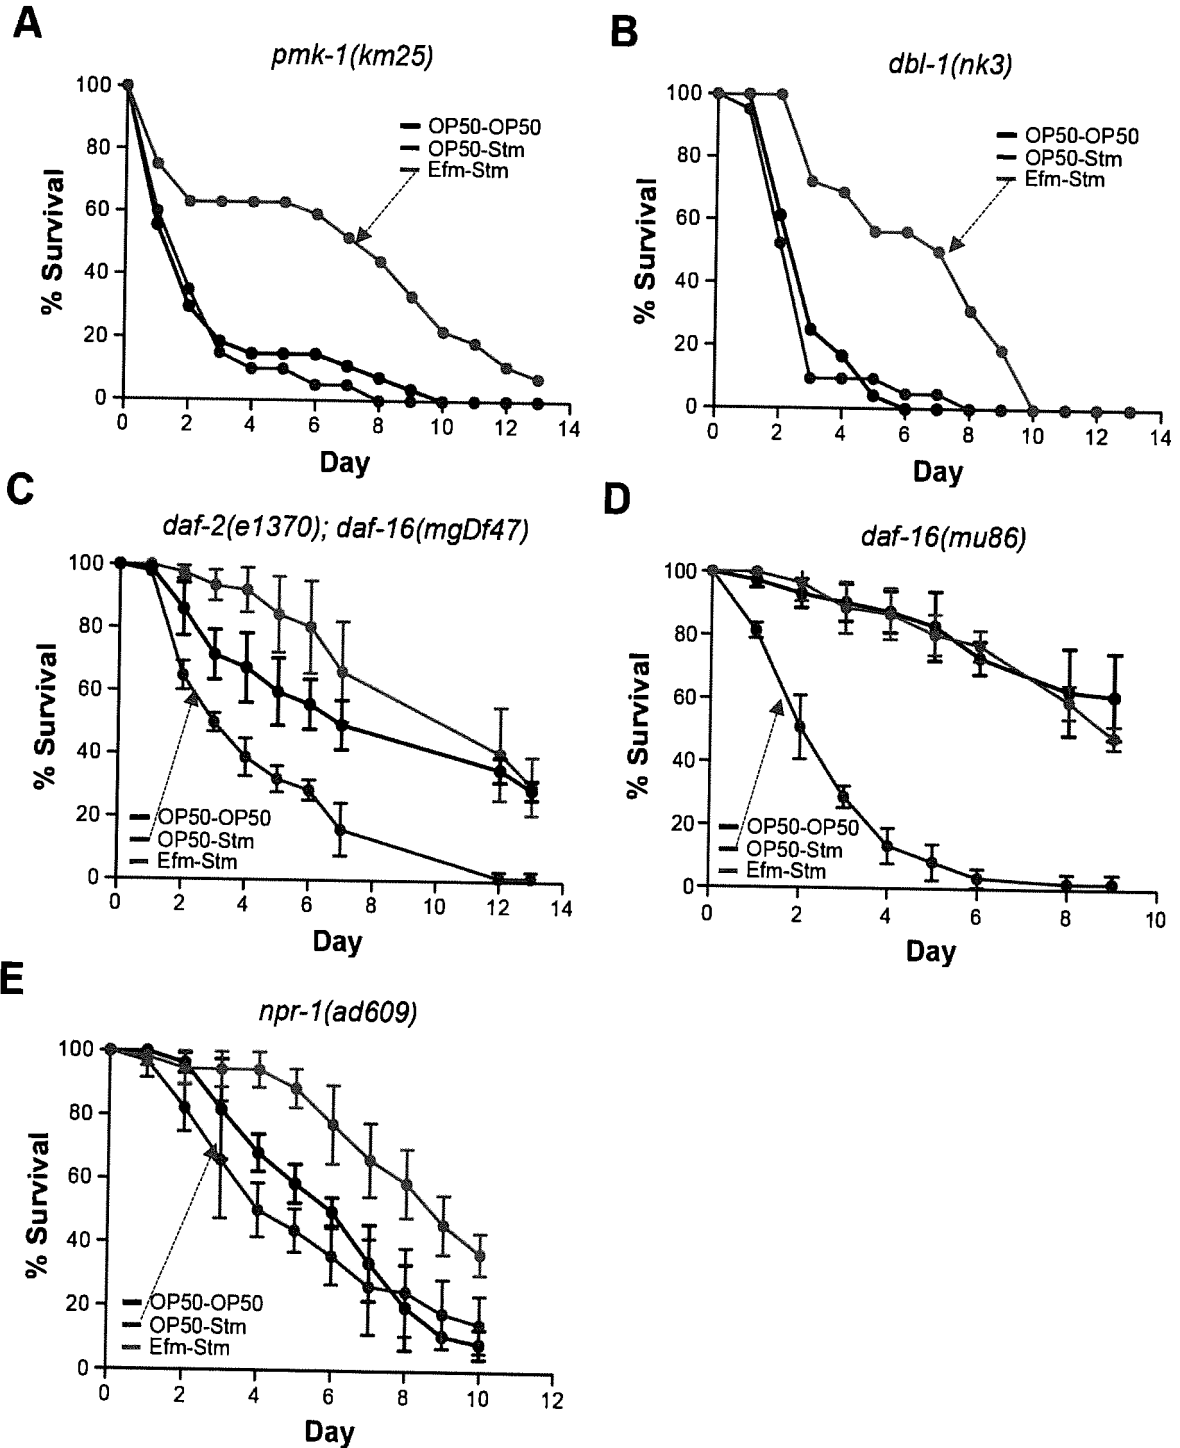 A
pmk-1(km25)
100
80
60
40
20
0
% Survival
OP50-OP50
OP50-Stm
Efm-Stm
0 2 4 6 8 10 12 14
Day
B
dbl-1(nk3)
100
80
60
40
20
0
% Survival
OP50-OP50
OP50-Stm
Efm-Stm
0 2 4 6 8 10 12 14
Day
C
daf-2(e1370); daf-16(mgDf47)
100
80
60
40
20
0
% Survival
OP50-OP50
OP50-Stm
Efm-Stm
0 2 4 6 8 10 12 14
Day
D
daf-16(mu86)
100
80
60
40
20
0
% Survival
OP50-OP50
OP50-Stm
Efm-Stm
0 2 4 6 8 10
Day
E
npr-1(ad609)
100
80
60
40
20
0
% Survival
OP50-OP50
OP50-Stm
Efm-Stm
0 2 4 6 8 10 12
Day